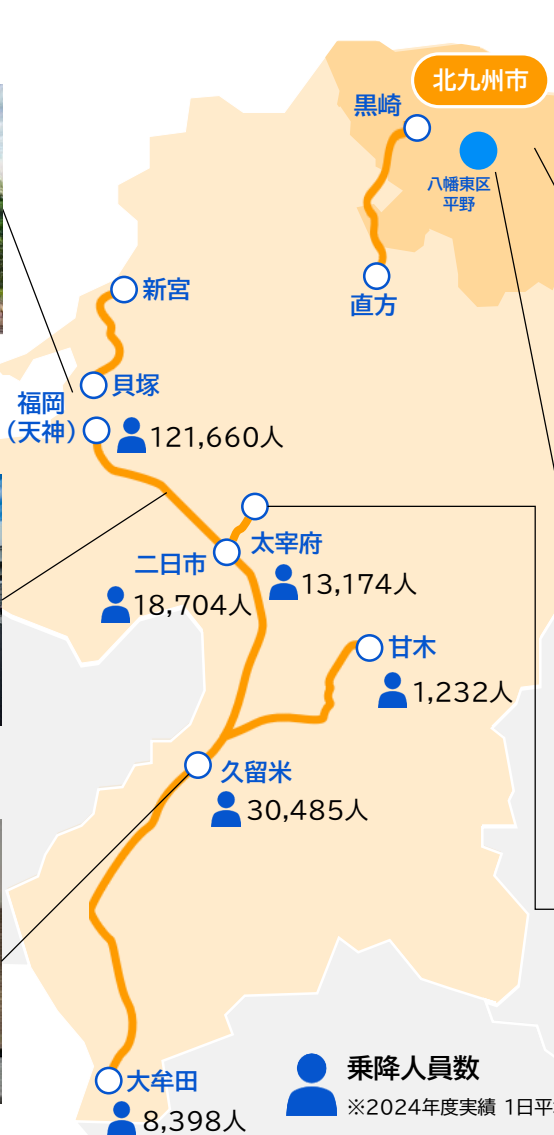 北九州市
黒崎
八幡東区
平野
新宮
直方
貝塚
福岡
（天神）
121,660人
太宰府
二日市
13,174人
18,704人
甘木
1,232人
久留米
30,485人
大牟田
8,398人
乗降人員数
※2024年度実績 1日平